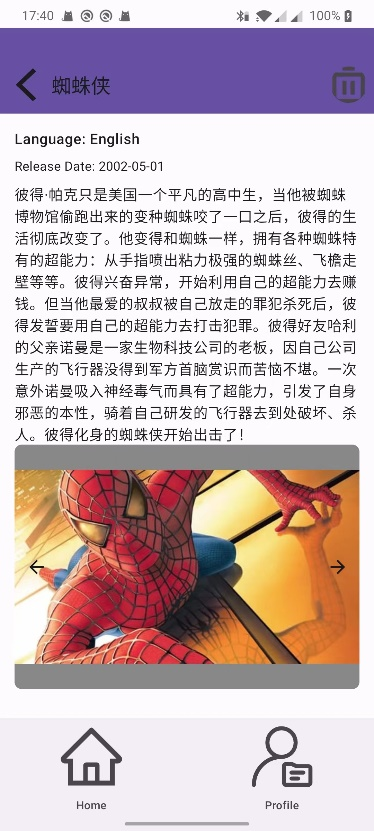 17:40
100%
蜘蛛侠
Language: English
Release Date: 2002-05-01
彼得·帕克只是美国一个平凡的高中生，当他被蜘蛛
博物馆偷跑出来的变种蜘蛛咬了一口之后，彼得的生
活彻底改变了。他变得和蜘蛛一样，拥有各种蜘蛛特
有的超能力：从手指喷出粘力极强的蜘蛛丝、飞檐走
壁等等。彼得兴奋异常，开始利用自己的超能力去赚
钱。但当他最爱的叔叔被自己放走的罪犯杀死后，彼
得发誓要用自己的超能力去打击犯罪。彼得好友哈利
的父亲诺曼是一家生物科技公司的老板，因自己公司
生产的飞行器没得到军方首脑赏识而苦恼不堪。一次
意外诺曼吸入神经毒气而具有了超能力，引发了自身
邪恶的本性，骑着自己研发的飞行器去到处破坏、杀
人。彼得化身的蜘蛛侠开始出击了！
Home
Profile